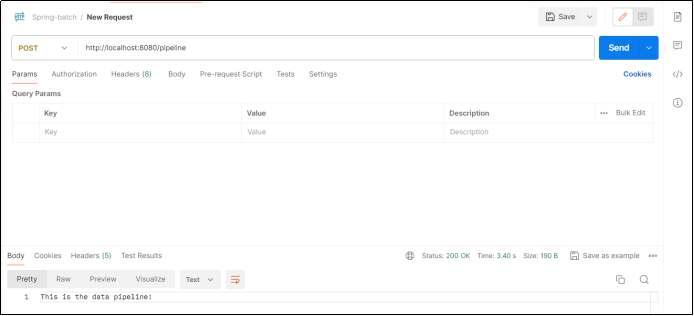 HTTP Spring-batch / New Request
Save
POST http://localhost:8080/pipeline Send
Params Authorization Headers (8) Body Pre-request Script Tests Settings Cookies
Query Params
Key Value Description ••• Bulk Edit
Key Value Description
Body Cookies Headers (5) Test Results Status: 200 OK Time: 3.40 s Size: 190 B Save as example •••
Pretty Raw Preview Visualize Text
1 This is the data pipeline!